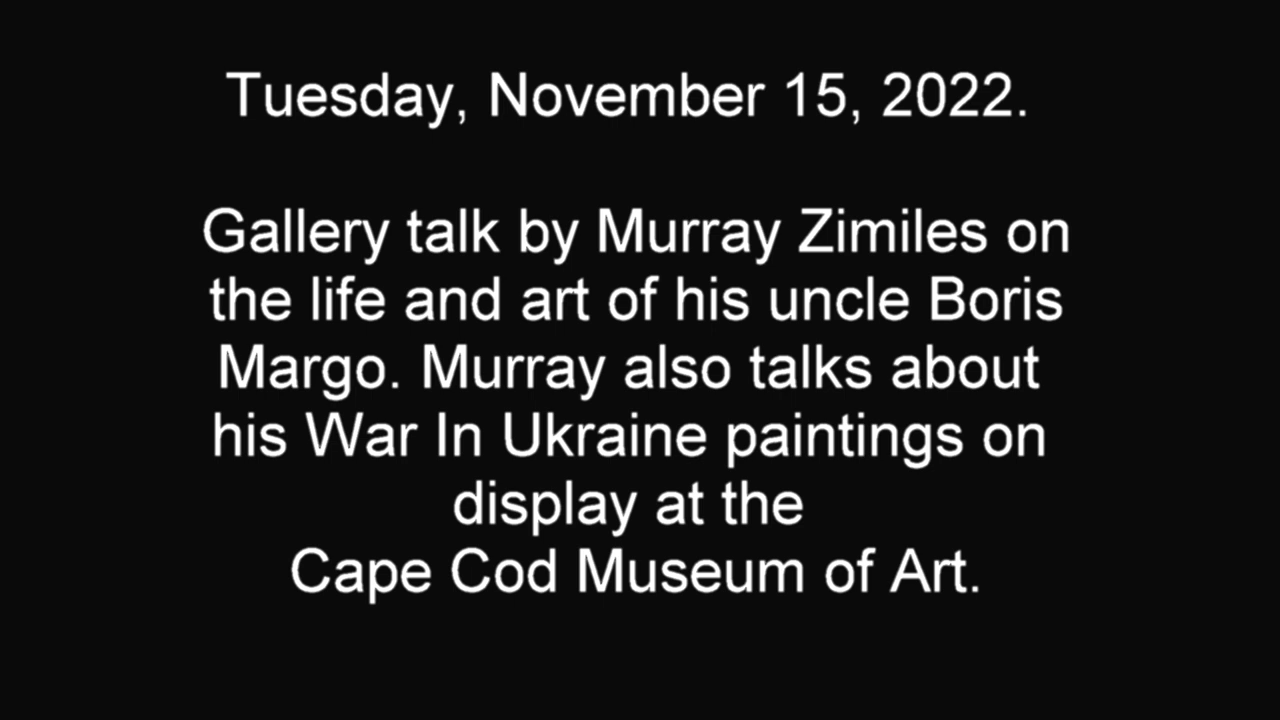 Tuesday, November 15, 2022.
Gallery talk by Murray Zimiles on
the life and art of his uncle Boris
Margo. Murray also talks about
his War In Ukraine paintings on
display at the
Cape Cod Museum of Art.